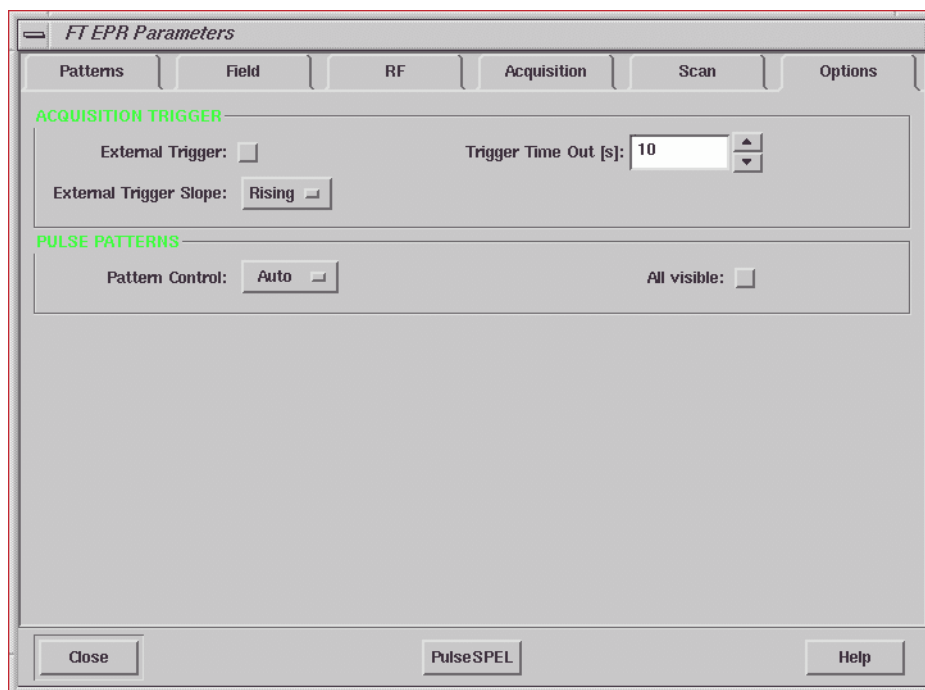 FT EPR Parameters
Patterns Field RF Acquisition Scan Options
ACQUISITION TRIGGER
External Trigger: Trigger Time Out [s]: 10
External Trigger Slope: Rising
PULSE PATTERNS
Pattern Control: Auto All visible:
Close PulseSPEL Help